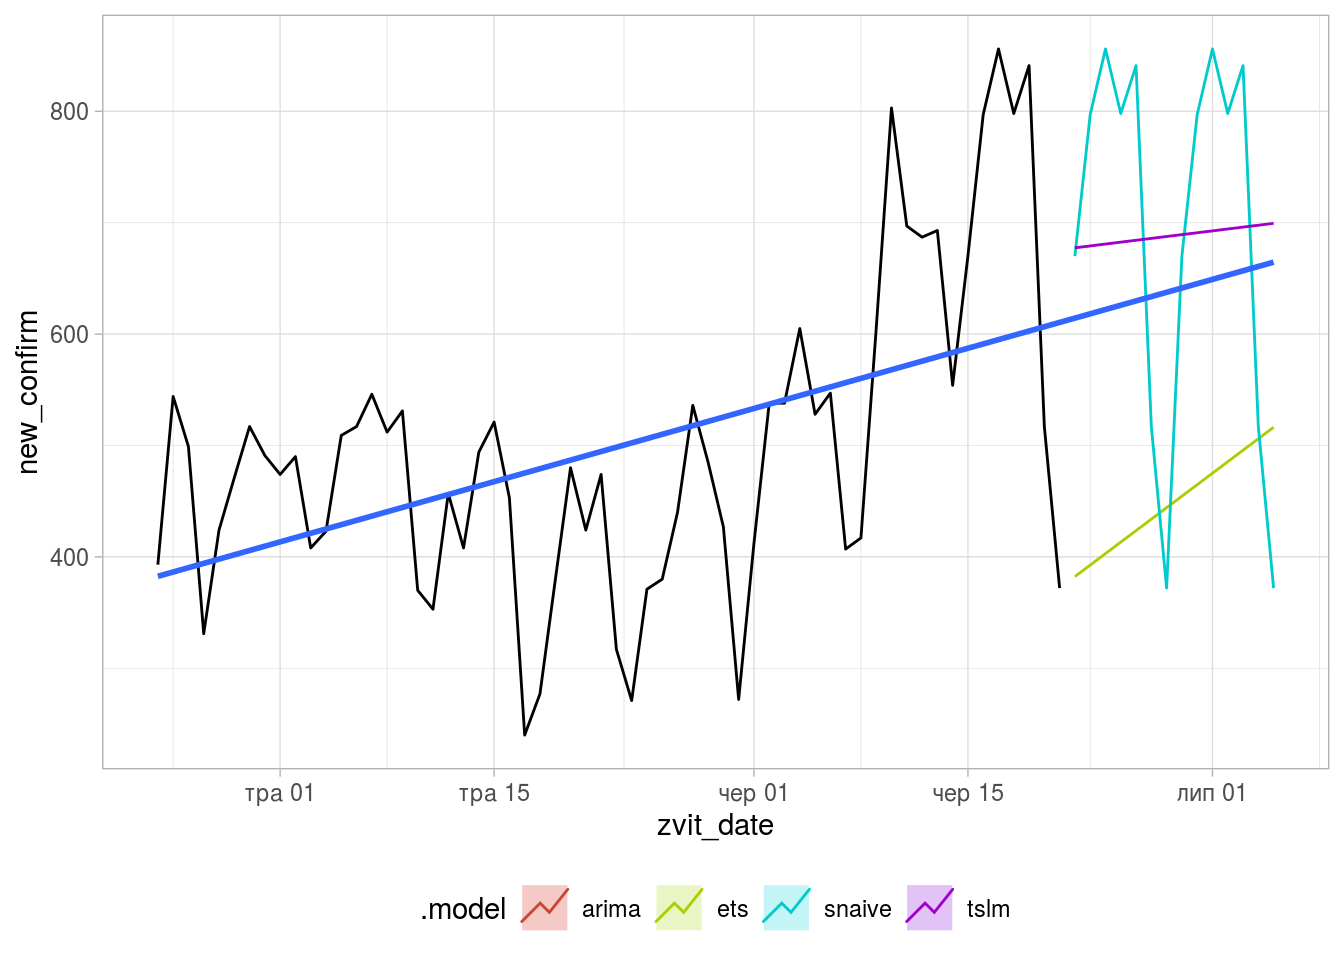 new_confirm
800
600
400
тра 01 тра 15 чер 01 чер 15 лип 01
zvit_date
.model arima ets snaive tslm